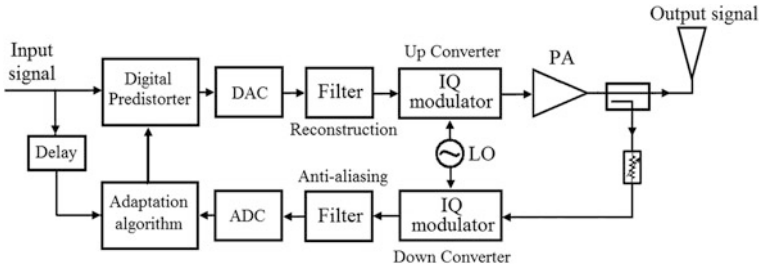 Output signal
Input
signal
Up Converter
PA
Digital
Predistorter
DAC
Filter
IQ
modulator
Reconstruction
Delay
LO
Anti-aliasing
Adaptation
algorithm
ADC
Filter
IQ
modulator
Down Converter